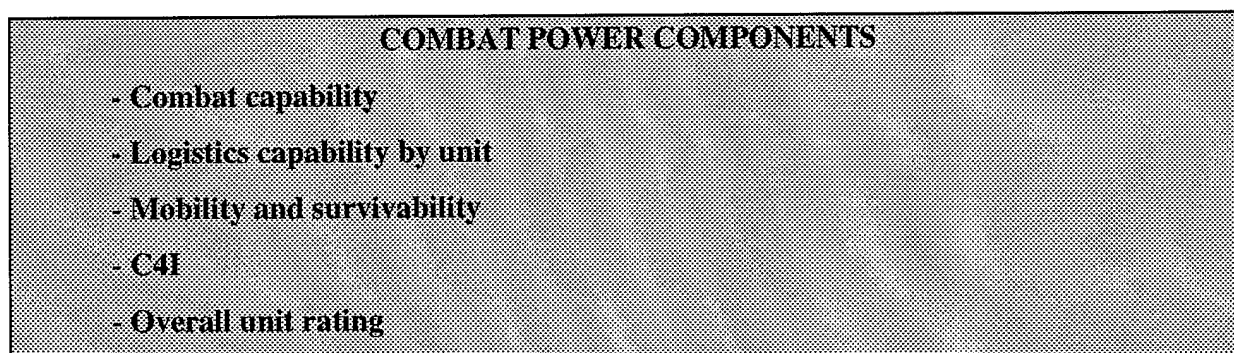 COMBAT POWER COMPONENTS
- Combat capability
- Logistics capability by unit
- Mobility and survivability
- C4I
- Overall unit rating